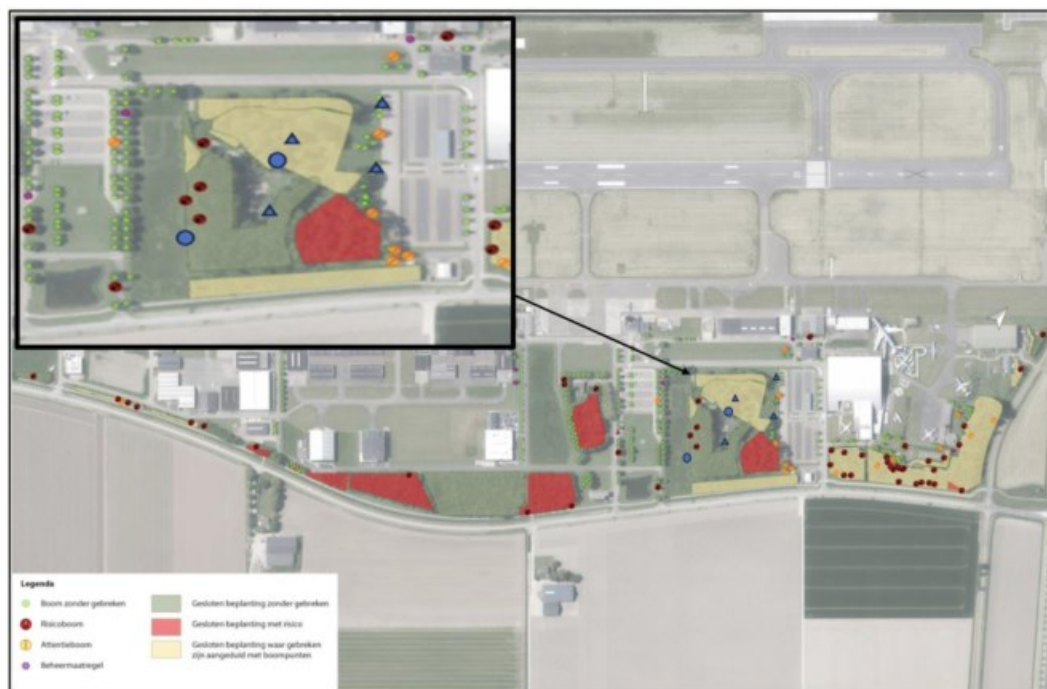 Legenda
Boom zonder gebreken
Risicoboom
Attentieboom
Beheermaatregel
Gesloten beplanting zonder gebreken
Gesloten beplanting met risico
Gesloten beplanting waar gebreken
zijn aangeduid met boompunten